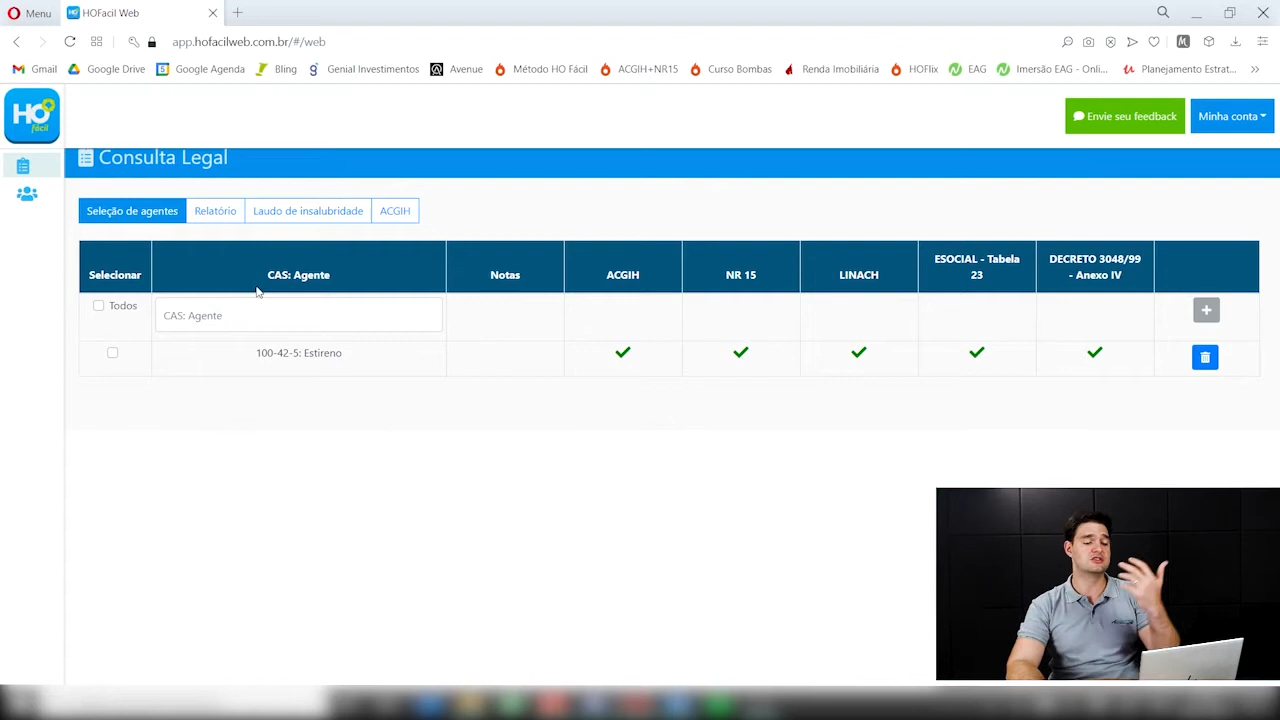 Menu
HOFacil Web
app.hofacilweb.com.br/#/web
Gmail Google Drive Google Agenda Bling Genial Investimentos Avenue Método HO Fácil ACGIH+NR15 Curso Bombas Renda Imobiliária HOFlix EAG Imersão EAG - Onli... Planejamento Estrat... »
HO fácil
Envie seu feedback
Minha conta
Consulta Legal
Seleção de agentes Relatório Laudo de insalubridade ACGIH
Selecionar CAS: Agente Notas ACGIH NR 15 LINACH ESOCIAL - Tabela 23 DECRETO 3048/99 - Anexo IV
Todos CAS: Agente
100-42-5: Estireno